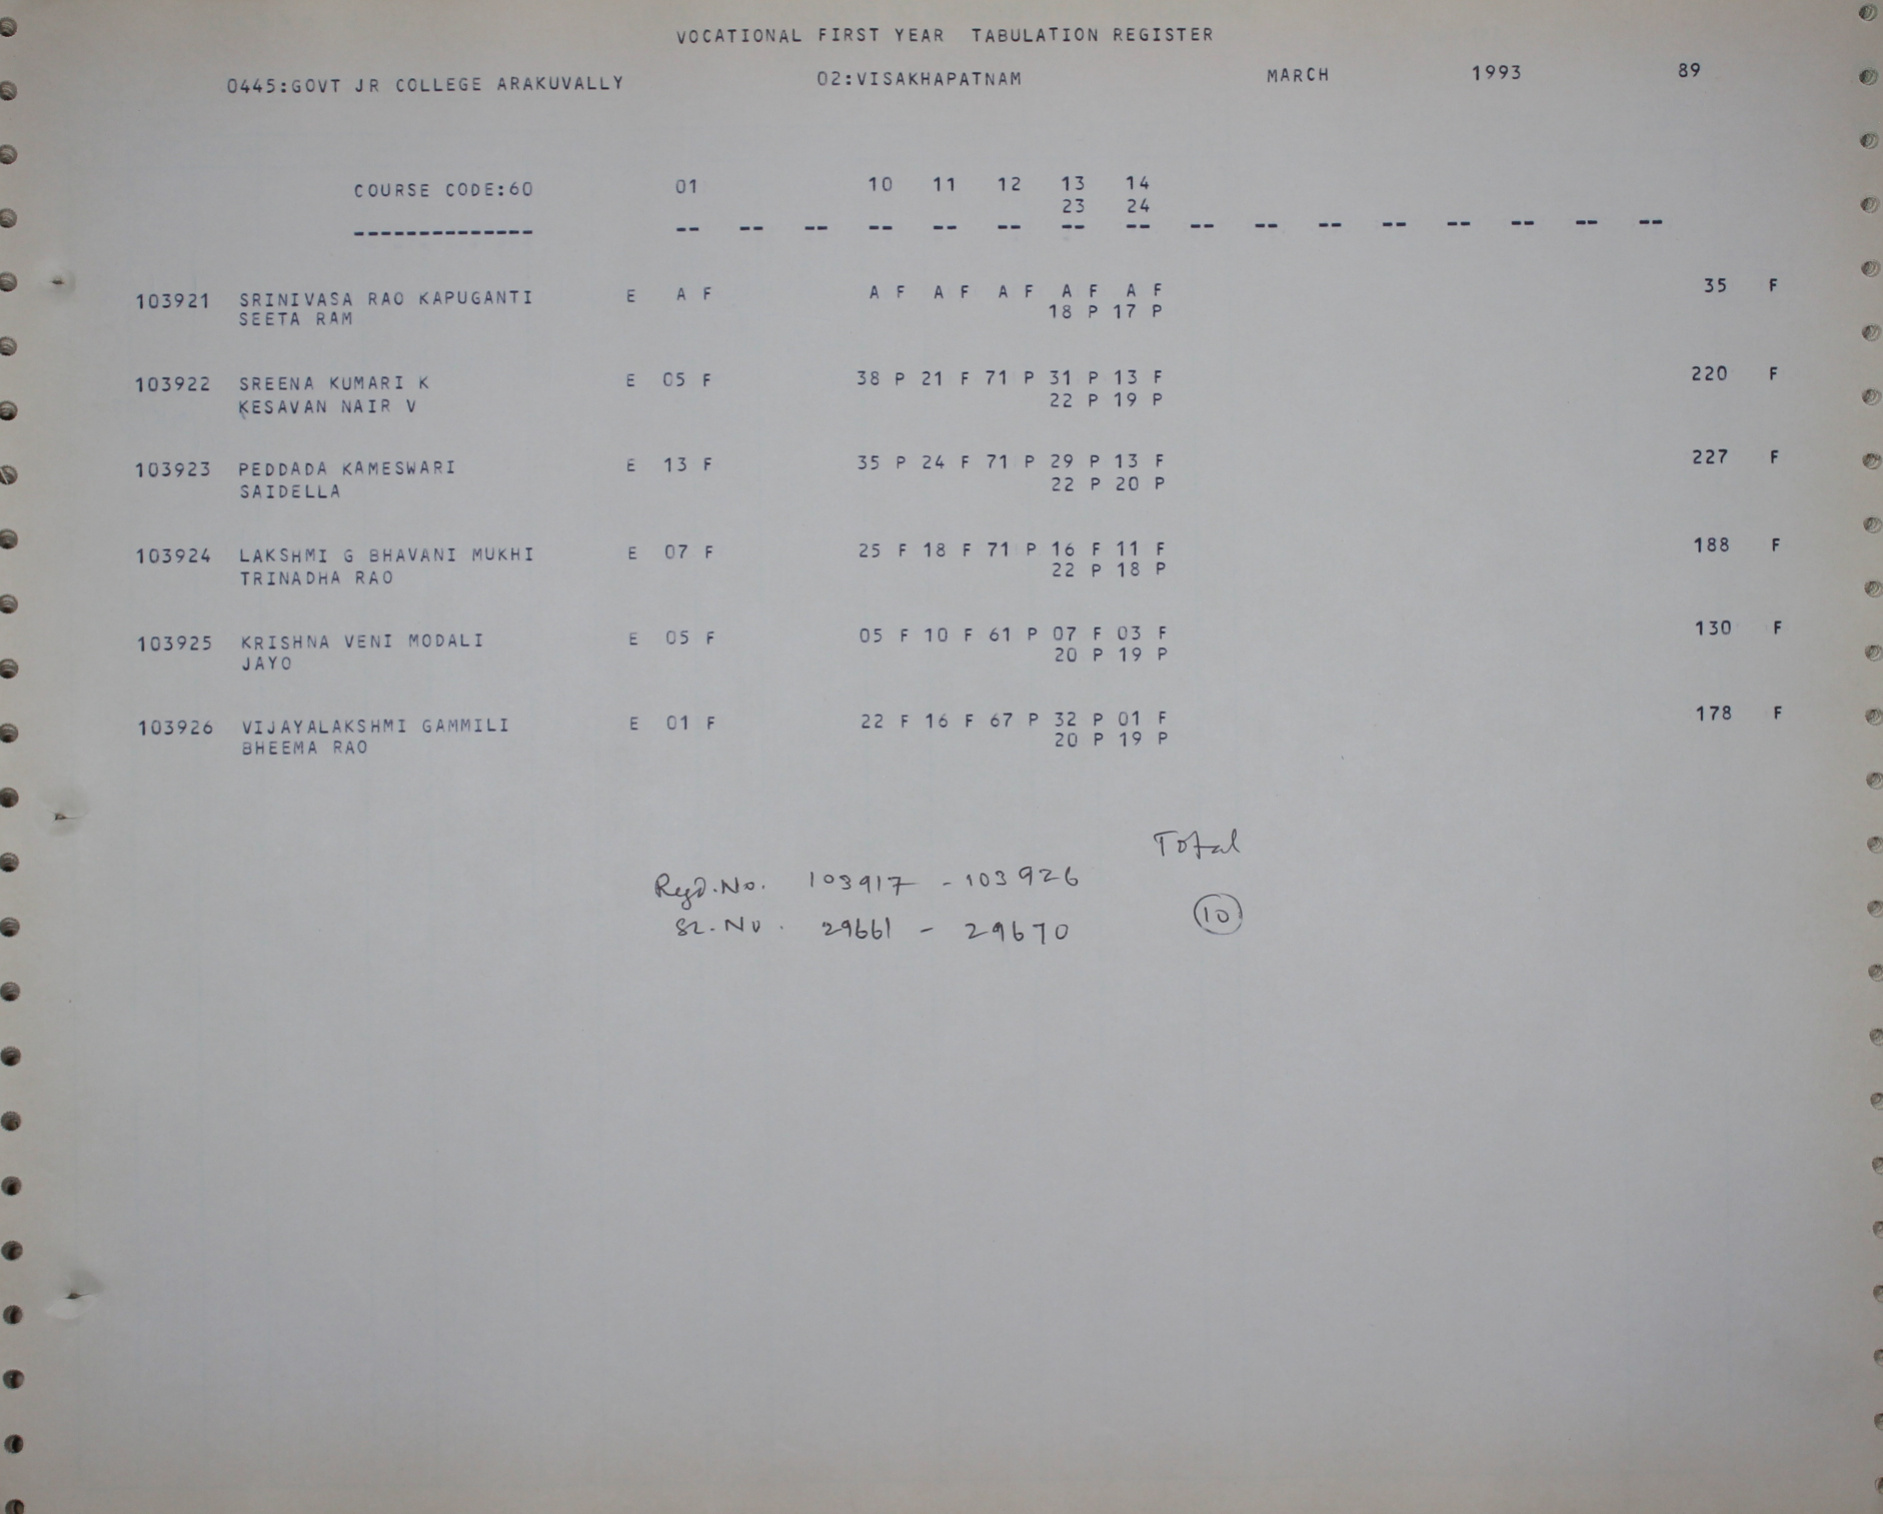 VOCATIONAL FIRST YEAR TABULATION REGISTER
0445:GOVT JR COLLEGE ARAKUVALLY 02:VISAKHAPATNAM MARCH 1993 89
COURSE CODE:60 01 10 11 12 13 14
23 24
-------------- -- -- -- -- -- -- -- -- -- -- -- -- -- -- -- --
103921 SRINIVASA RAO KAPUGANTI E A F A F A F A F A F A F 35 F
SEETA RAM 18 P 17 P
103922 SREENA KUMARI K E 05 F 38 P 21 F 71 P 31 P 13 F 220 F
KESAVAN NAIR V 22 P 19 P
103923 PEDDADA KAMESWARI E 13 F 35 P 24 F 71 P 29 P 13 F 227 F
SAIDELLA 22 P 20 P
103924 LAKSHMI G BHAVANI MUKHI E 07 F 25 F 18 F 71 P 16 F 11 F 188 F
TRINADHA RAO 22 P 18 P
103925 KRISHNA VENI MODALI E 05 F 05 F 10 F 61 P 07 F 03 F 130 F
JAYO 20 P 19 P
103926 VIJAYALAKSHMI GAMMILI E 01 F 22 F 16 F 67 P 32 P 01 F 178 F
BHEEMA RAO 20 P 19 P
Total
Regd.No. 103917 - 103926
Sl.No. 29661 - 29670 10